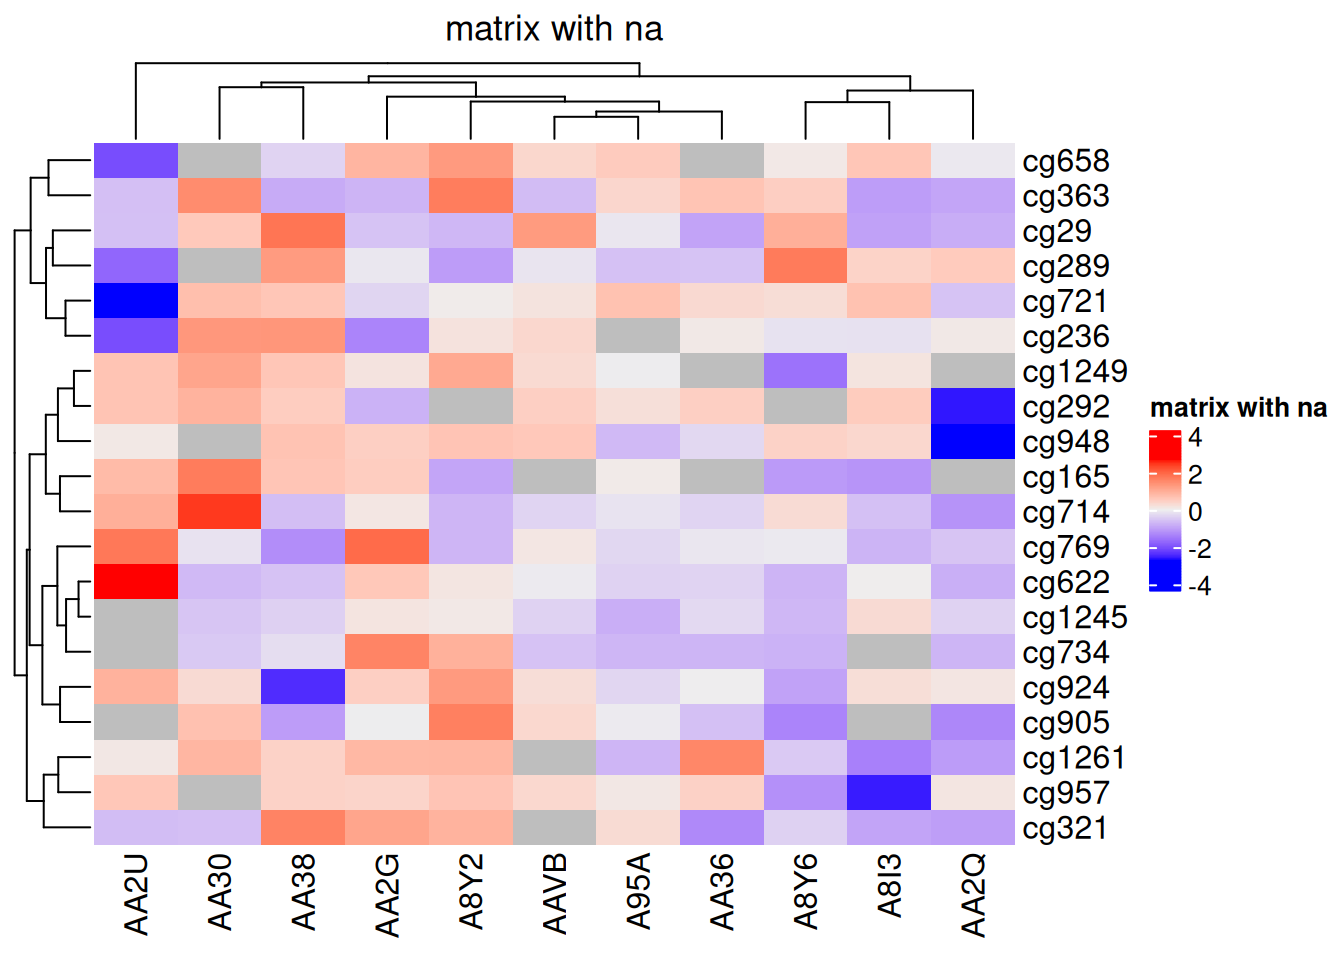 matrix with na
cg658
cg363
cg29
cg289
cg721
cg236
cg1249
cg292
cg948
cg165
cg714
cg769
cg622
cg1245
cg734
cg924
cg905
cg1261
cg957
cg321
matrix with na
4
2
0
-2
-4
AA2U
AA30
AA38
AA2G
A8Y2
AAVB
A95A
AA36
A8Y6
A8I3
AA2Q